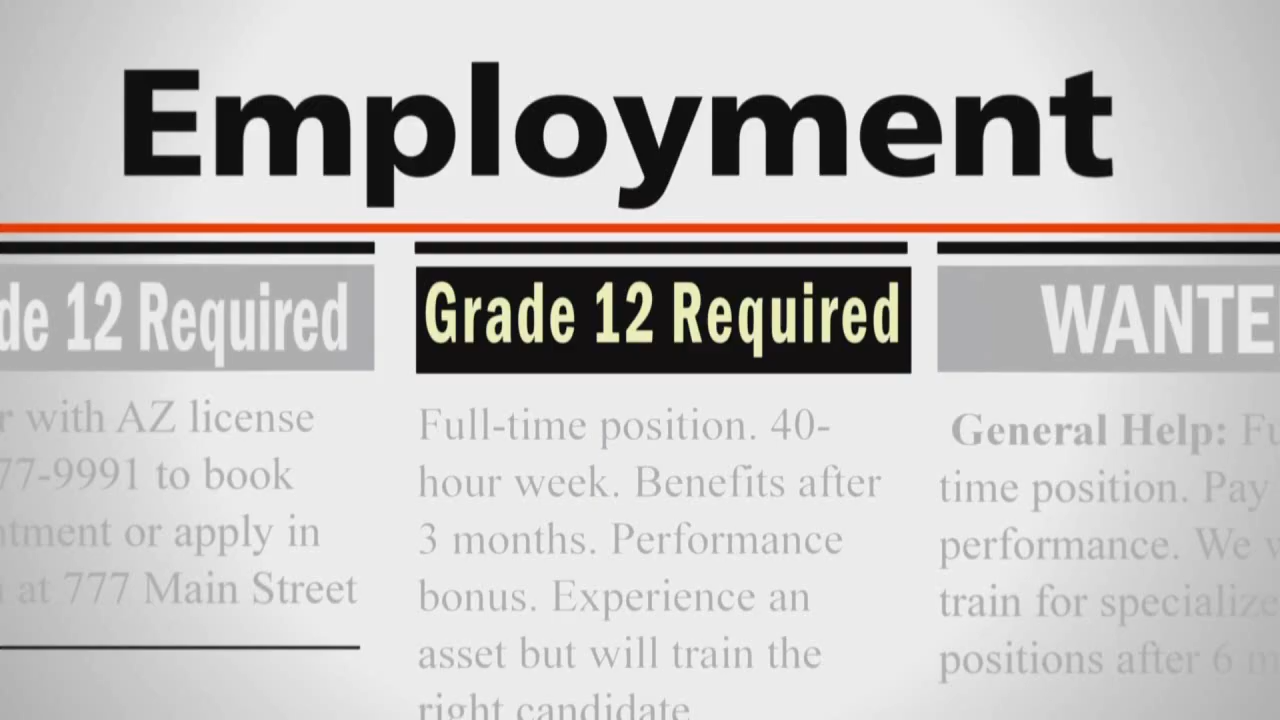 Employment
de 12 Required
r with AZ license
77-9991 to book
ntment or apply in
at 777 Main Street
Grade 12 Required
Full-time position. 40-
hour week. Benefits after
3 months. Performance
bonus. Experience an
asset but will train the
right candidate
WANTE
General Help: Fu
time position. Pay
performance. We w
train for specialize
positions after 6 m